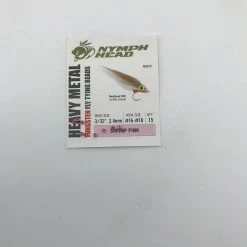 NYMPH
HEAD
HEAVY METAL
TUNGSTEN FLY TYING BEADS
BEAD SIZE
HOOK SIZE
QTY
3/32" 2.4mm #16-#18 15
SHRIMP PINK